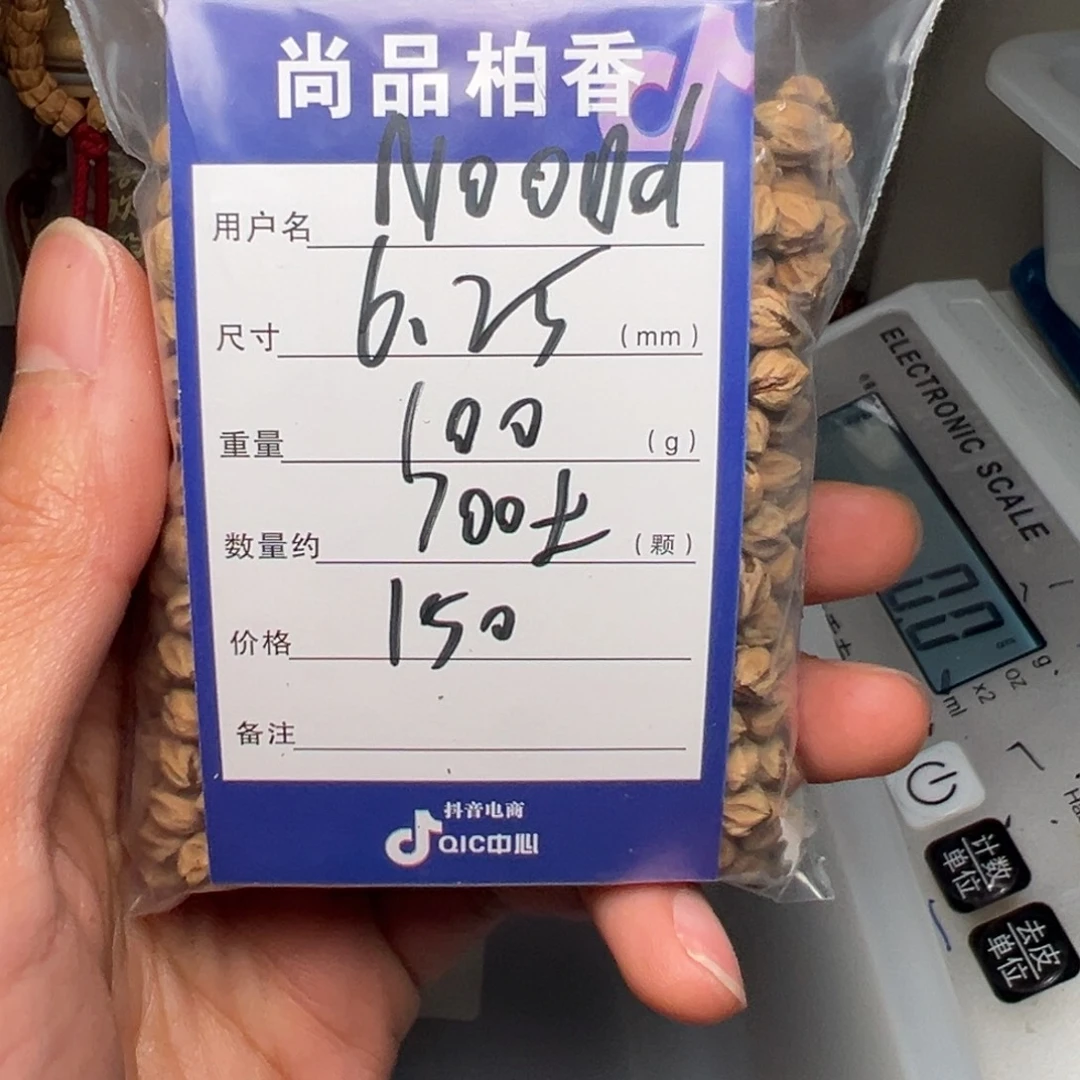 尚品柏香
用户名 Noond
尺寸 6.25 (mm)
重量 100 (g)
数量约 700± (颗)
价格 150
备注
抖音电商
QIC中心
ELECTRONIC SCALE
0.0
g
oz
x2
ml
计数
单位
去皮
单位